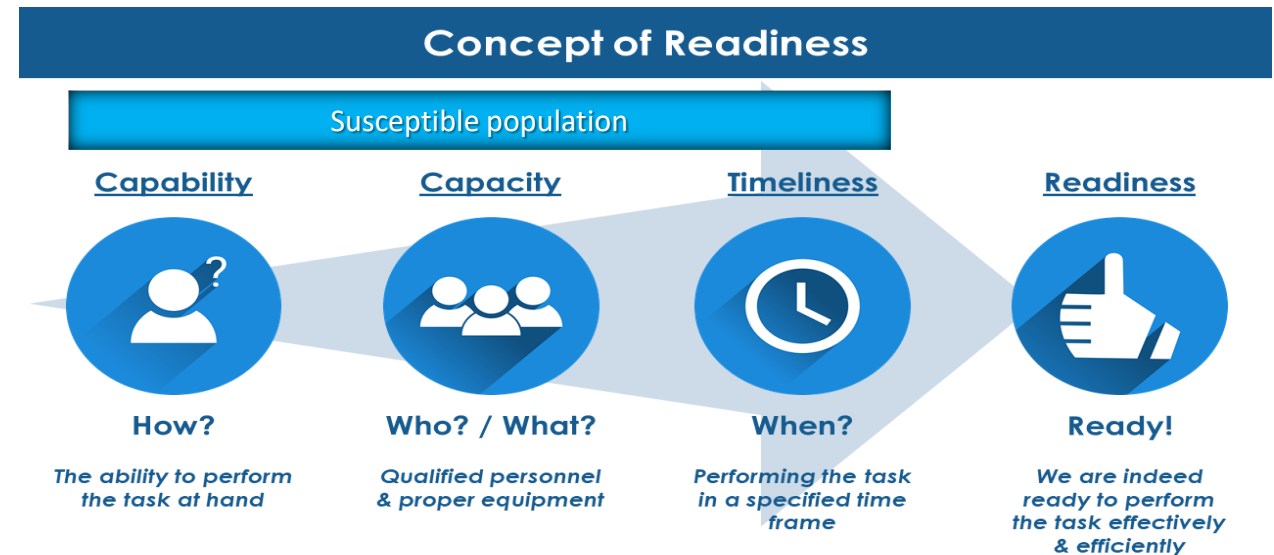 Concept of Readiness
Susceptible population
Capability
Capacity
Timeliness
Readiness
?
How?
Who? / What?
When?
Ready!
The ability to perform
the task at hand
Qualified personnel
& proper equipment
Performing the task
in a specified time
frame
We are indeed
ready to perform
the task effectively
& efficiently